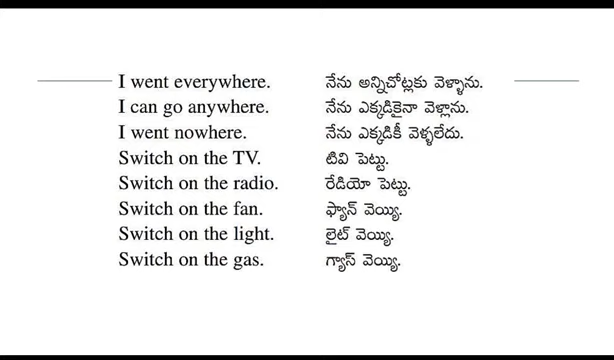 I went everywhere. నేను అన్నిచోట్లకు వెళ్ళాను.
I can go anywhere. నేను ఎక్కడికైనా వెళ్లాను.
I went nowhere. నేను ఎక్కడికీ వెళ్ళలేదు.
Switch on the TV. టివి పెట్టు.
Switch on the radio. రేడియో పెట్టు.
Switch on the fan. ఫ్యాన్ వెయ్యి.
Switch on the light. లైట్ వెయ్యి.
Switch on the gas. గ్యాస్ వెయ్యి.